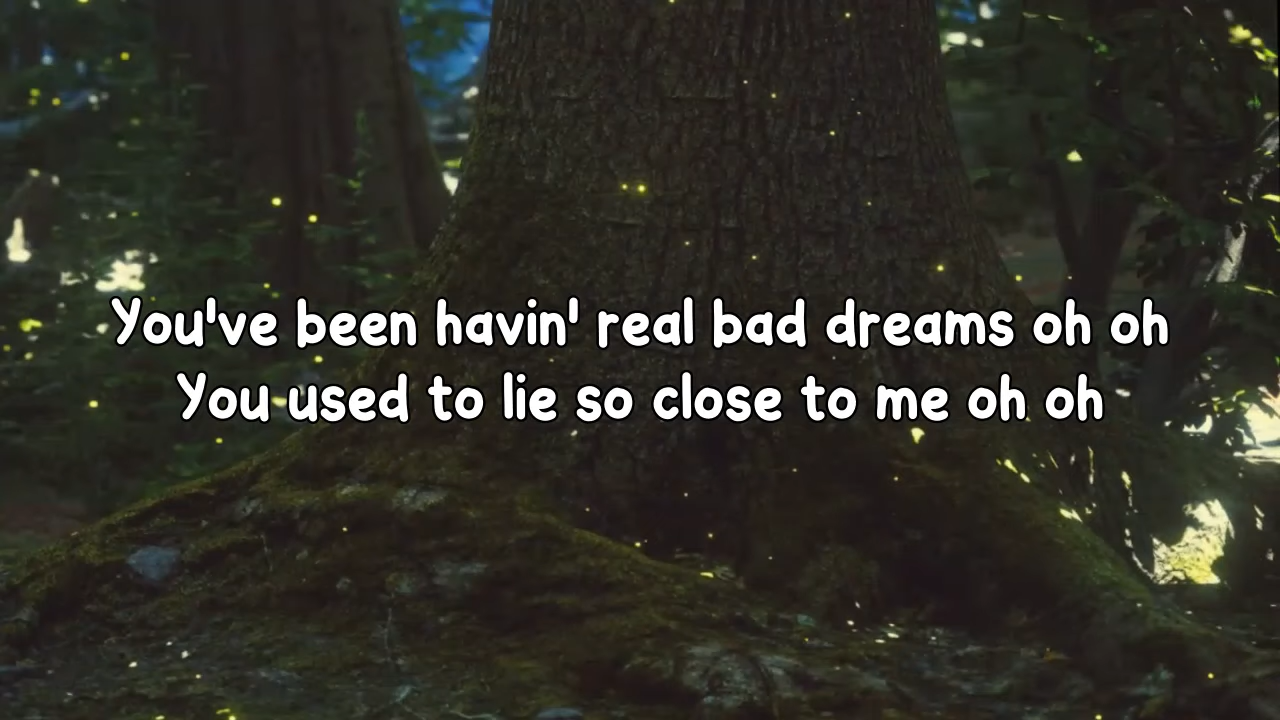 You've been havin' real bad dreams oh oh
You used to lie so close to me oh oh